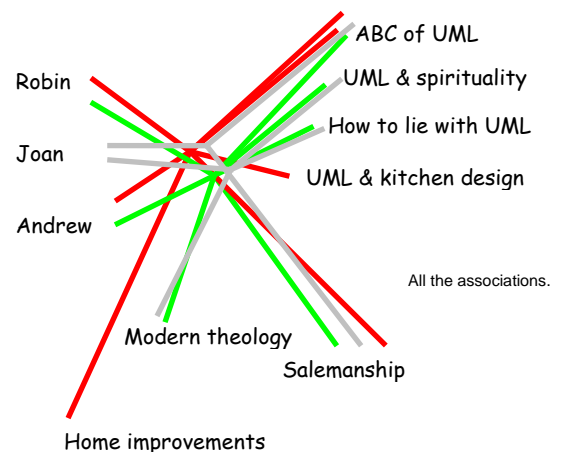 ABC of UML
Robin
UML & spirituality
How to lie with UML
Joan
UML & kitchen design
Andrew
All the associations.
Modern theology
Salemanship
Home improvements